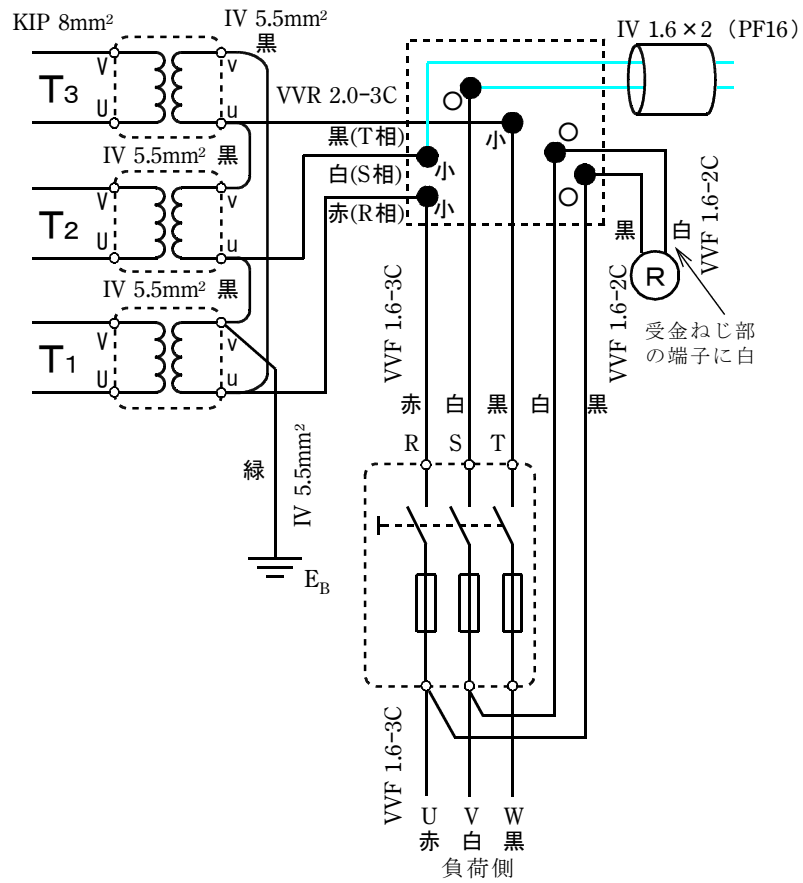 KIP 8mm²
IV 5.5mm²
黒
IV 1.6×2 (PF16)
V
v
T3
U
u
VVR 2.0-3C
黒(T相)
小
白(S相)
小
赤(R相)
小
IV 5.5mm² 黒
V
v
T2
U
u
IV 5.5mm² 黒
V
v
T1
U
u
黒
白
VVF 1.6-2C
R
受金ねじ部
の端子に白
VVF 1.6-3C
VVF 1.6-2C
赤 白 黒 白 黒
R S T
緑
IV 5.5mm²
EB
VVF 1.6-3C
U V W
赤 白 黒
負荷側